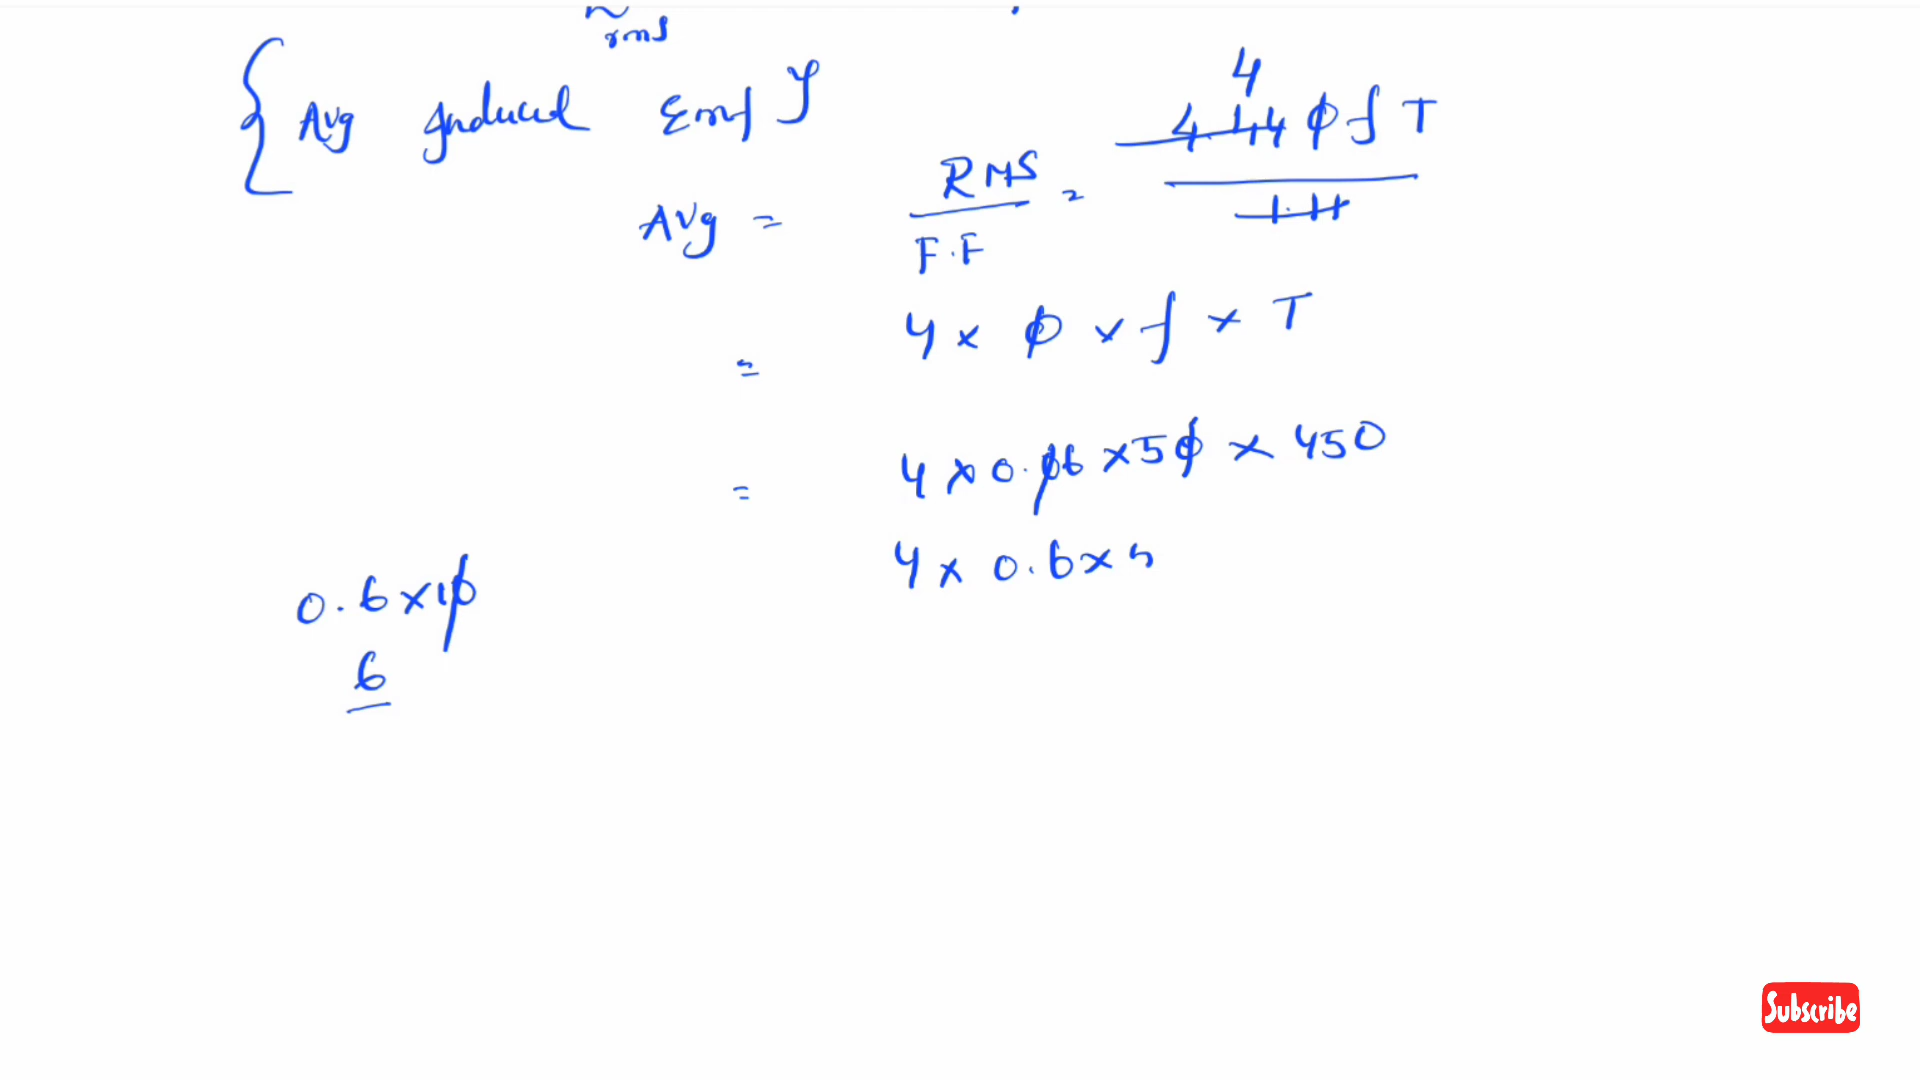 rms
{Avg Induced Emf}
Avg = RMS / F.F = 4 4.44 φ f T / 1.11
= 4 × φ × f × T
= 4 × 0.06 × 50 × 450
4 × 0.6 × 5
0.6 × 10
6
Subscribe